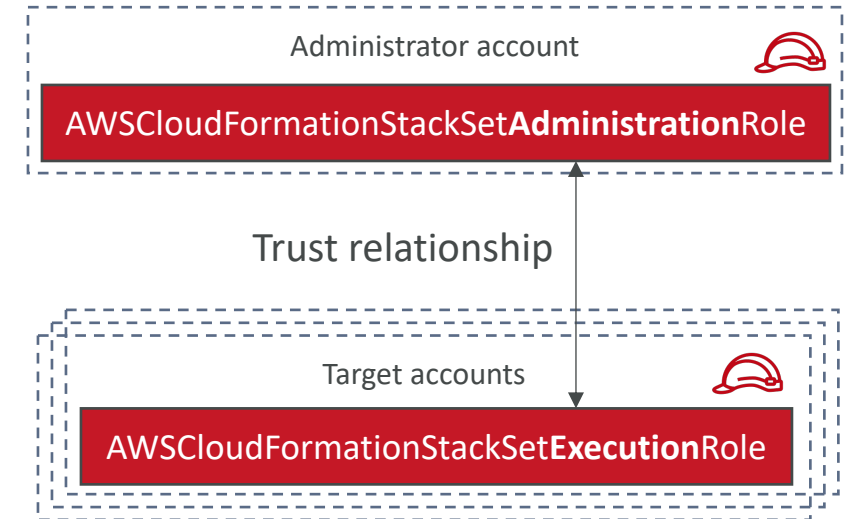 Administrator account
AWSCloudFormationStackSetAdministrationRole
Trust relationship
Target accounts
AWSCloudFormationStackSetExecutionRole